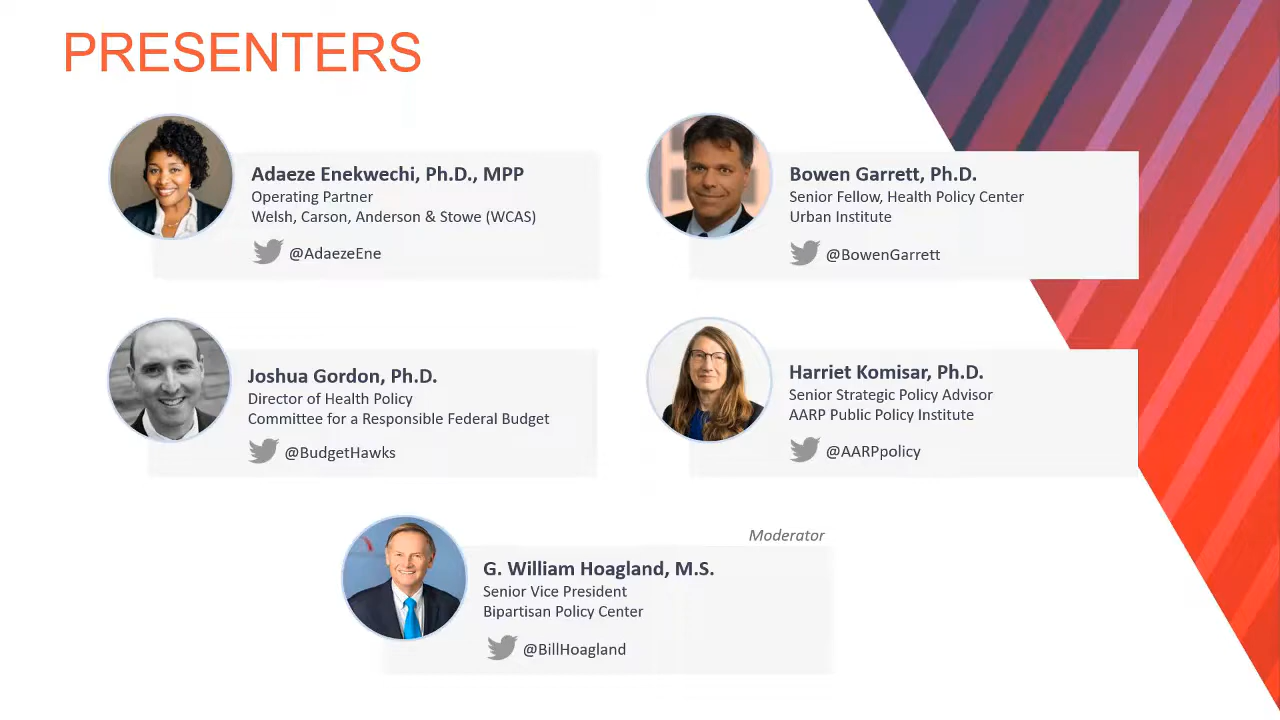 PRESENTERS
Adaeze Enekwechi, Ph.D., MPP
Operating Partner
Welsh, Carson, Anderson & Stowe (WCAS)
@AdaezeEne
Bowen Garrett, Ph.D.
Senior Fellow, Health Policy Center
Urban Institute
@BowenGarrett
Joshua Gordon, Ph.D.
Director of Health Policy
Committee for a Responsible Federal Budget
@BudgetHawks
Harriet Komisar, Ph.D.
Senior Strategic Policy Advisor
AARP Public Policy Institute
@AARPpolicy
Moderator
G. William Hoagland, M.S.
Senior Vice President
Bipartisan Policy Center
@BillHoagland